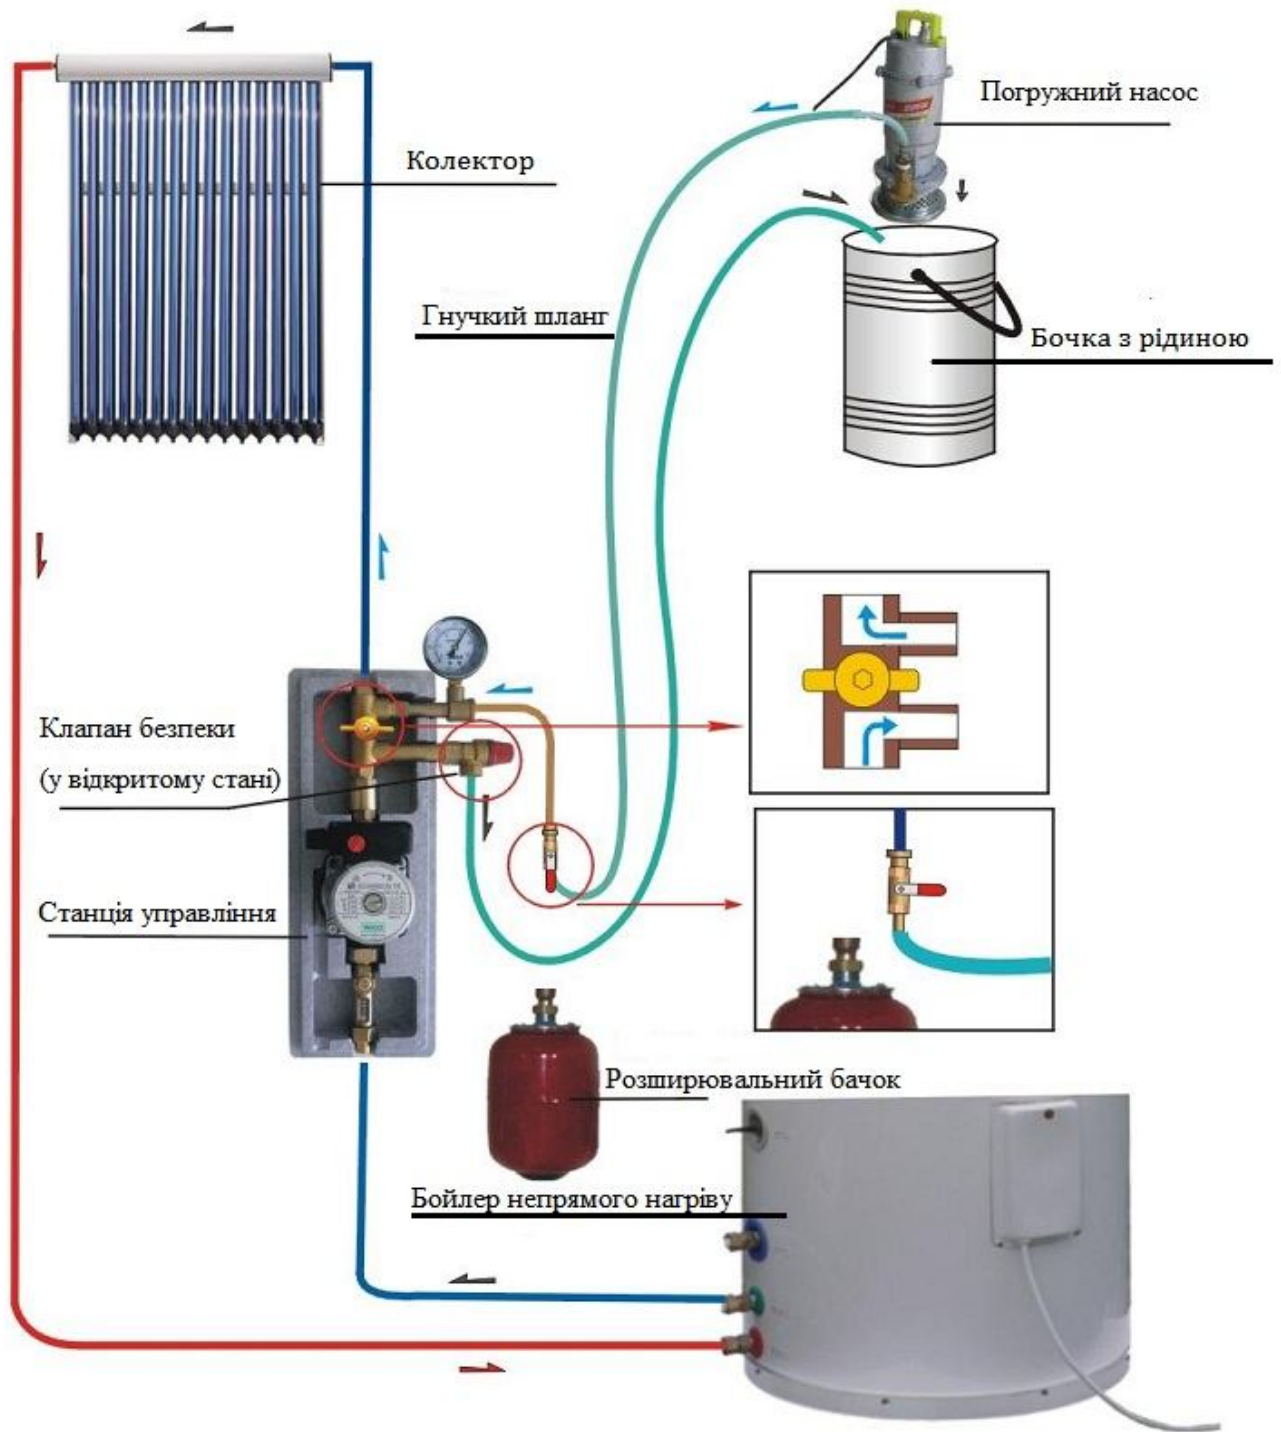 Погружний насос
Колектор
Гнучкий шланг
Бочка з рідиною
Клапан безпеки
(у відкритому стані)
Станція управління
Розширювальний бачок
Бойлер непрямого нагріву